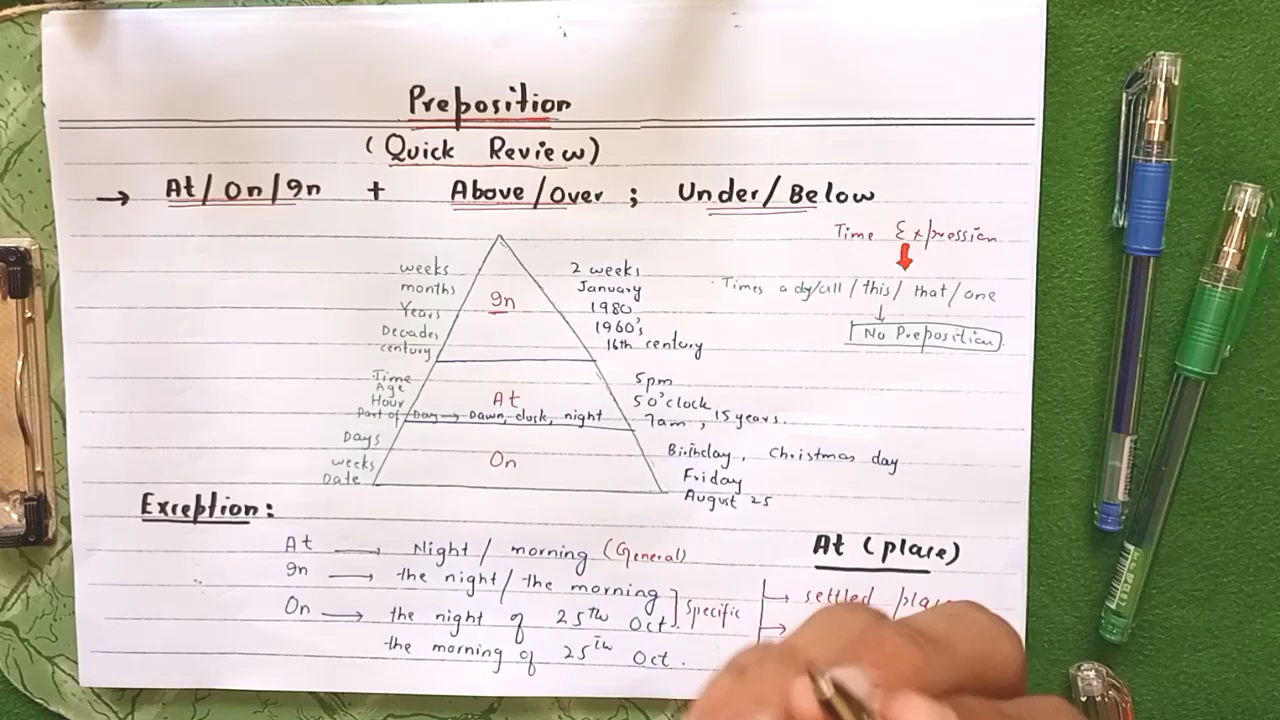 Preposition
(Quick Review)
→ At/On/In + Above/Over ; Under/Below
Time Expression
Times a dy/all / this / that / one
No Preposition
weeks
months
Years
Decades
century
In
2 weeks
January
1980
1960's
16th century
Time
Age
Hour
Part of Day → Dawn, dusk, night
At
5pm
5 o'clock
7am , 15 years.
Days
weeks
Date
On
Birthday , Christmas day
Friday
August 25
Exception:
At → Night / morning (General)
In → the night / the morning
On → the night of 25th Oct
the morning of 25th Oct.
specific
At (place)
→ settled